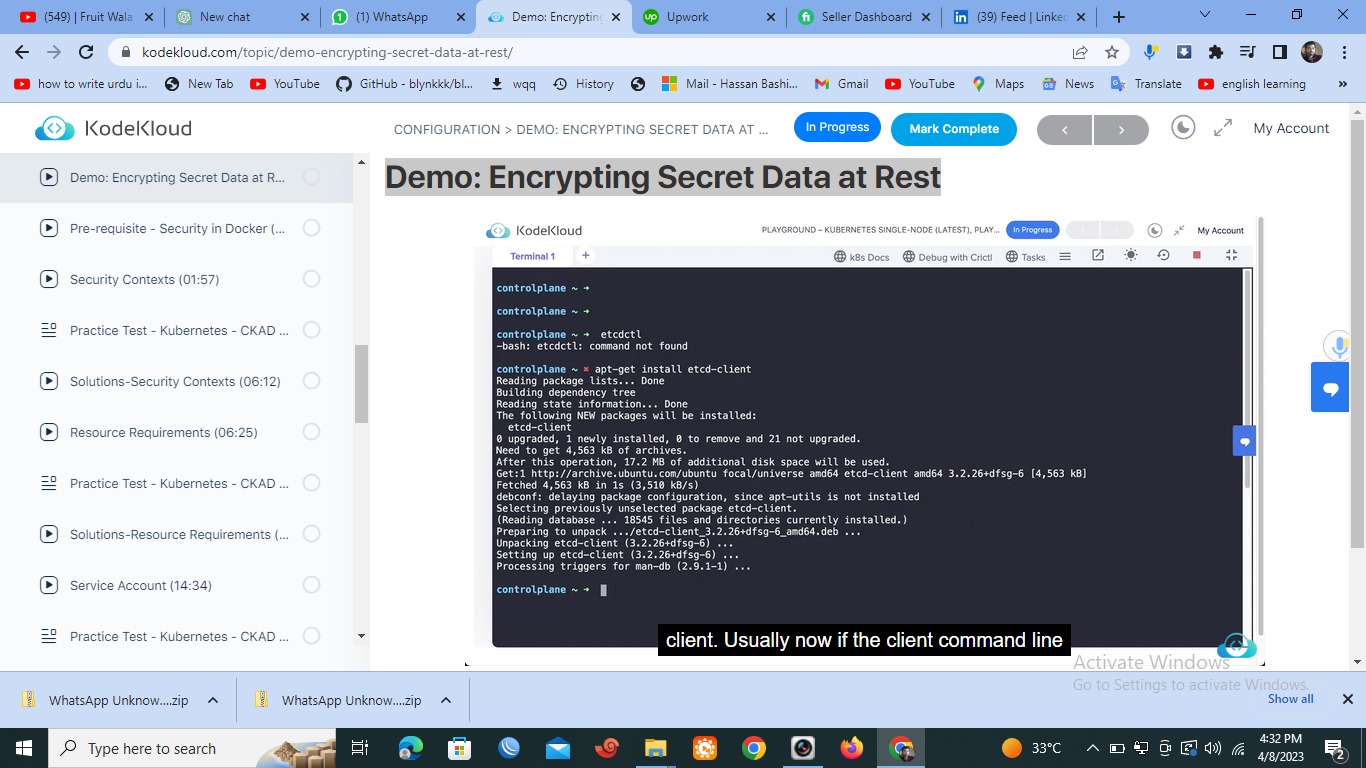 (549) | Fruit Wala
New chat
(1) WhatsApp
Demo: Encrypting
Upwork
Seller Dashboard
(39) Feed | Linked
kodekloud.com/topic/demo-encrypting-secret-data-at-rest/
how to write urdu i...
New Tab
YouTube
GitHub - blynkkk/bl...
wqq
History
Mail - Hassan Bashi...
Gmail
YouTube
Maps
News
Translate
english learning
»
KodeKloud
CONFIGURATION > DEMO: ENCRYPTING SECRET DATA AT ...
In Progress
Mark Complete
My Account
Demo: Encrypting Secret Data at R...
Pre-requisite - Security in Docker (...
Security Contexts (01:57)
Practice Test - Kubernetes - CKAD ...
Solutions-Security Contexts (06:12)
Resource Requirements (06:25)
Practice Test - Kubernetes - CKAD ...
Solutions-Resource Requirements (...
Service Account (14:34)
Practice Test - Kubernetes - CKAD ...
Demo: Encrypting Secret Data at Rest
KodeKloud
PLAYGROUND – KUBERNETES SINGLE-NODE (LATEST), PLAY...
In Progress
My Account
Terminal 1
+
k8s Docs
Debug with Crictl
Tasks
controlplane ~ ➜
controlplane ~ ➜
controlplane ~ ➜  etcdctl
-bash: etcdctl: command not found
controlplane ~ ✖ apt-get install etcd-client
Reading package lists... Done
Building dependency tree
Reading state information... Done
The following NEW packages will be installed:
etcd-client
0 upgraded, 1 newly installed, 0 to remove and 21 not upgraded.
Need to get 4,563 kB of archives.
After this operation, 17.2 MB of additional disk space will be used.
Get:1 http://archive.ubuntu.com/ubuntu focal/universe amd64 etcd-client amd64 3.2.26+dfsg-6 [4,563 kB]
Fetched 4,563 kB in 1s (3,510 kB/s)
debconf: delaying package configuration, since apt-utils is not installed
Selecting previously unselected package etcd-client.
(Reading database ... 18545 files and directories currently installed.)
Preparing to unpack .../etcd-client_3.2.26+dfsg-6_amd64.deb ...
Unpacking etcd-client (3.2.26+dfsg-6) ...
Setting up etcd-client (3.2.26+dfsg-6) ...
Processing triggers for man-db (2.9.1-1) ...
controlplane ~ ➜
client. Usually now if the client command line
Activate Windows
Go to Settings to activate Windows.
WhatsApp Unknow....zip
WhatsApp Unknow....zip
Show all
Type here to search
33°C
4:32 PM
4/8/2023
2